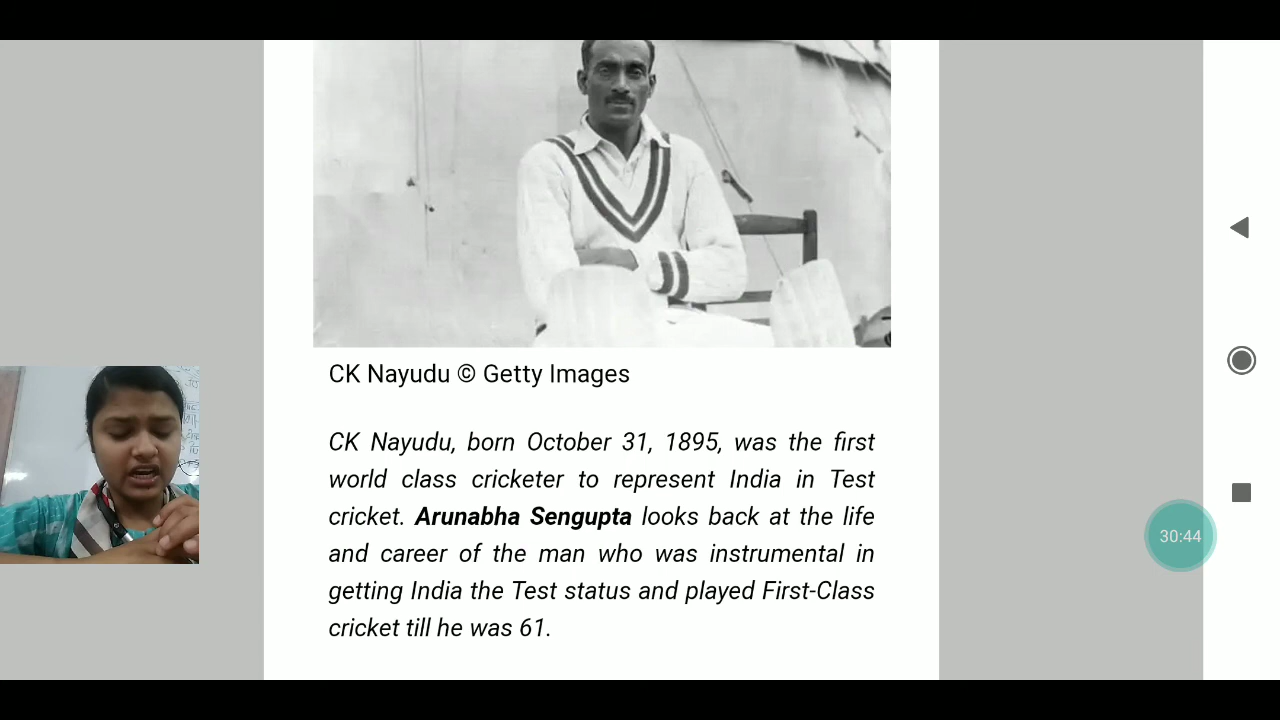 CK Nayudu © Getty Images
CK Nayudu, born October 31, 1895, was the first
world class cricketer to represent India in Test
cricket. Arunabha Sengupta looks back at the life
and career of the man who was instrumental in
getting India the Test status and played First-Class
cricket till he was 61.
30:44